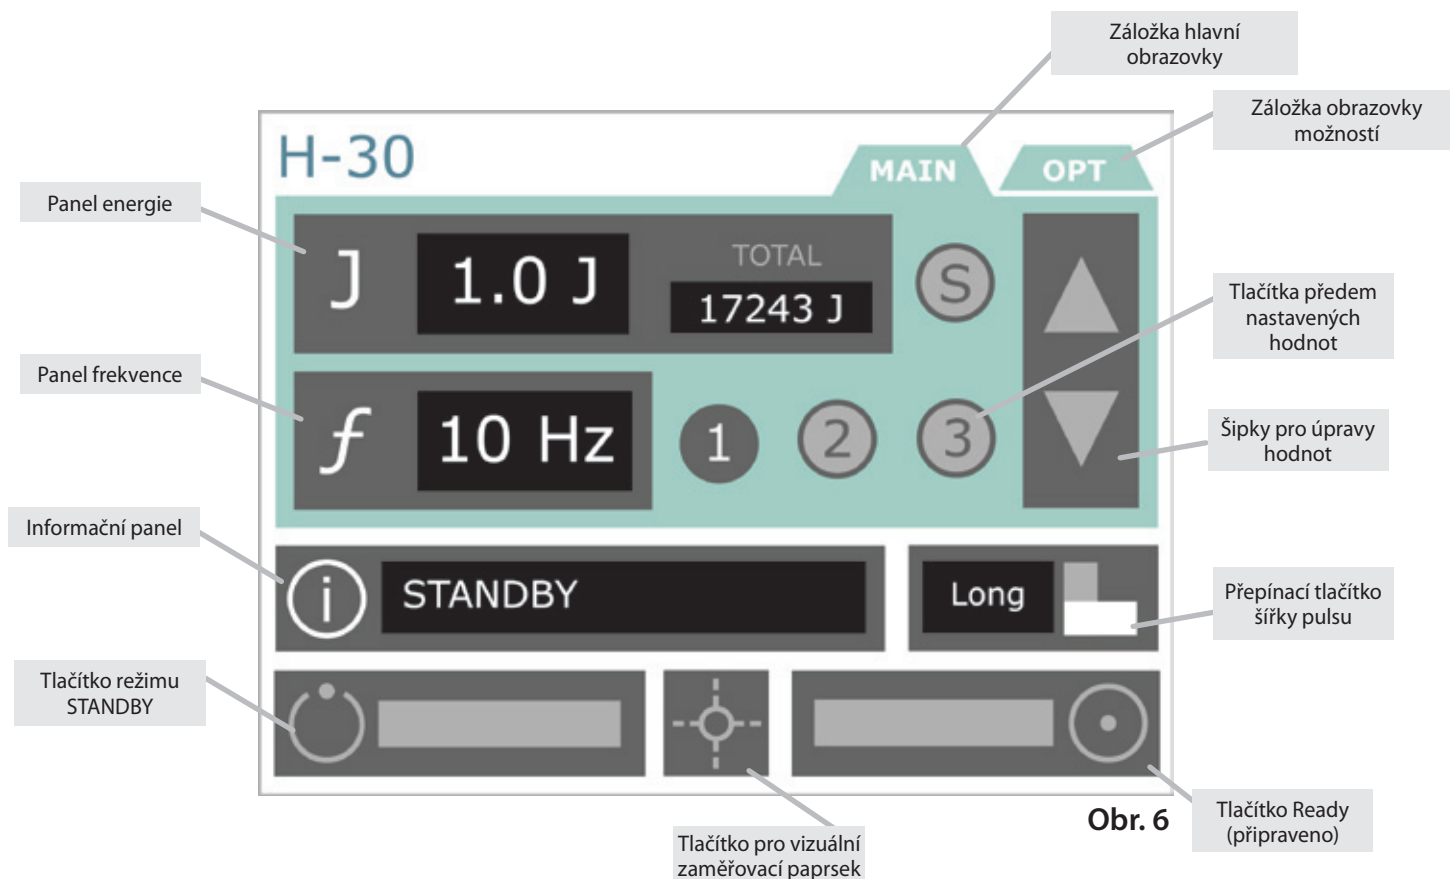 Záložka hlavní
obrazovky
Záložka obrazovky
možností
H-30
MAIN
OPT
Panel energie
J
1.0 J
TOTAL
17243 J
S
Tlačítka předem
nastavených
hodnot
Panel frekvence
f
10 Hz
1
2
3
Šipky pro úpravy
hodnot
Informační panel
i
STANDBY
Long
Přepínací tlačítko
šířky pulsu
Tlačítko režimu
STANDBY
Obr. 6
Tlačítko Ready
(připraveno)
Tlačítko pro vizuální
zaměřovací paprsek